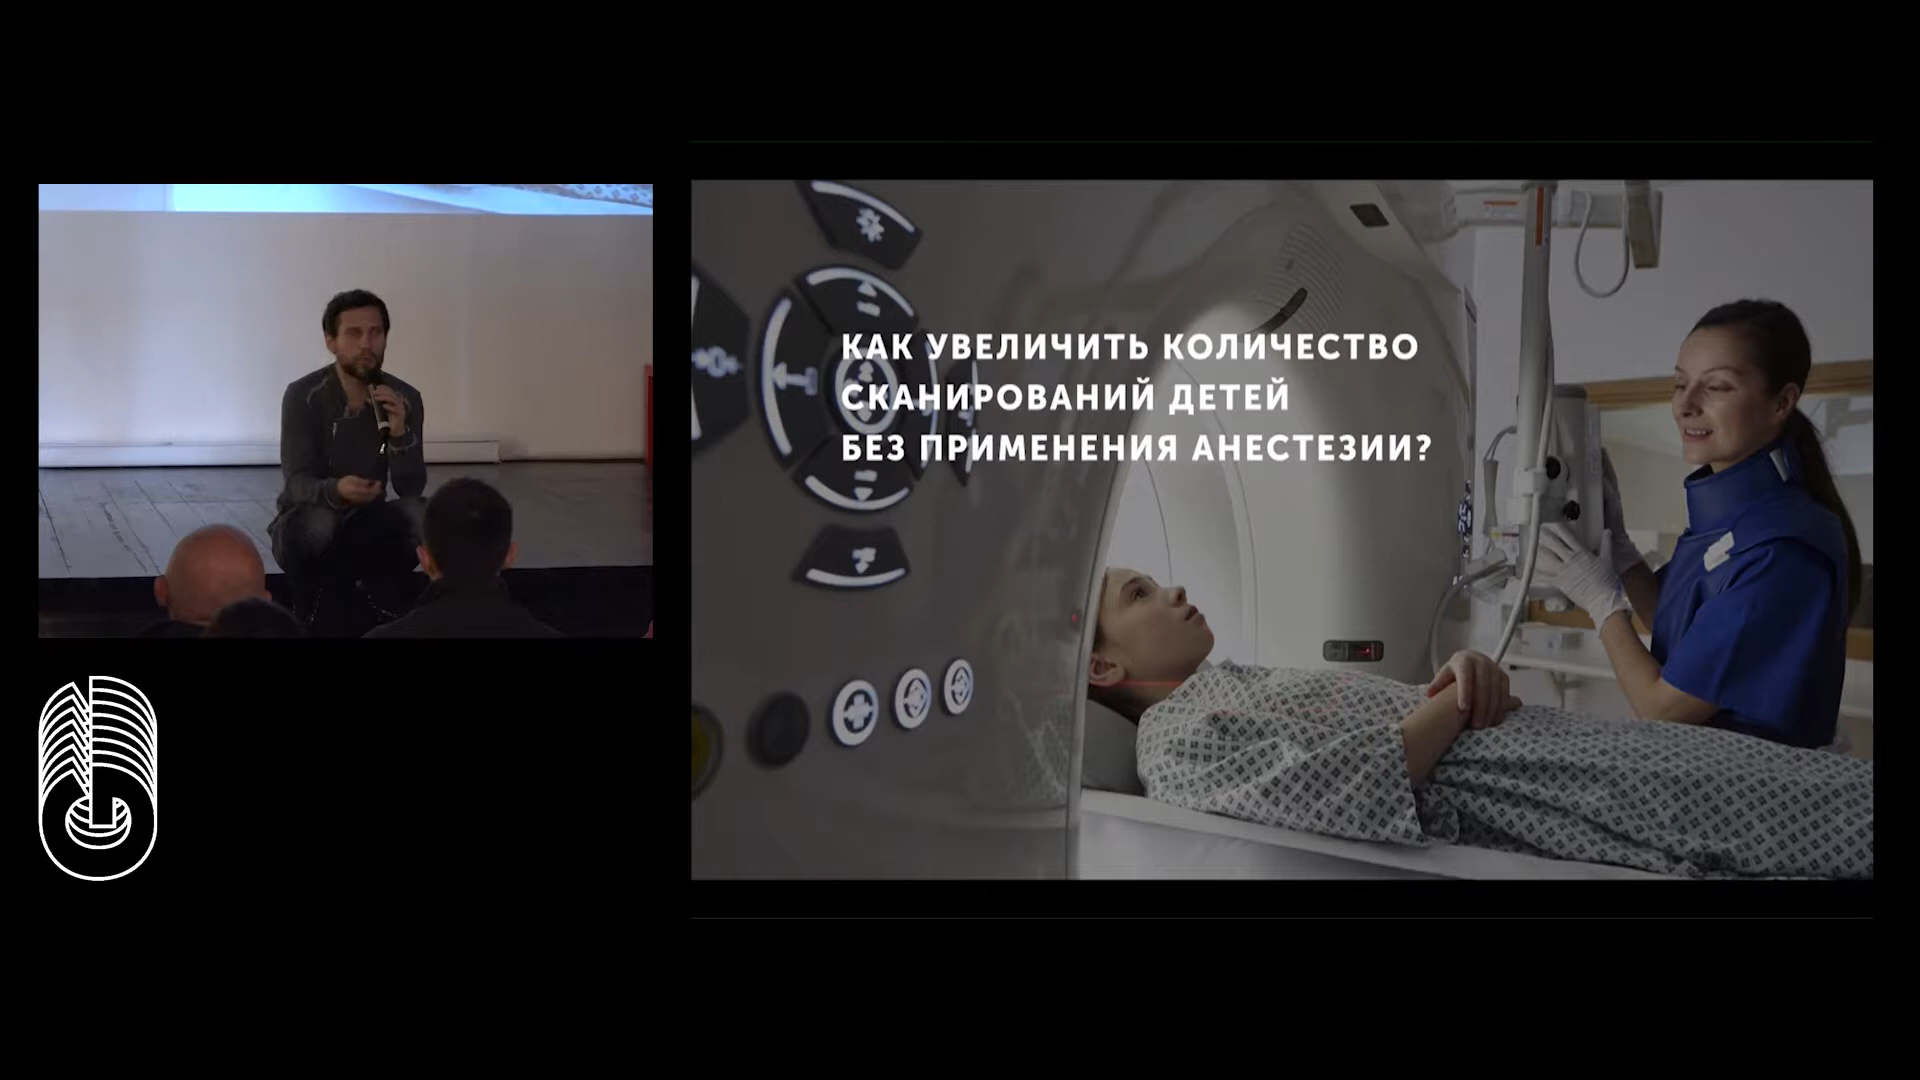 КАК УВЕЛИЧИТЬ КОЛИЧЕСТВО
СКАНИРОВАНИЙ ДЕТЕЙ
БЕЗ ПРИМЕНЕНИЯ АНЕСТЕЗИИ?